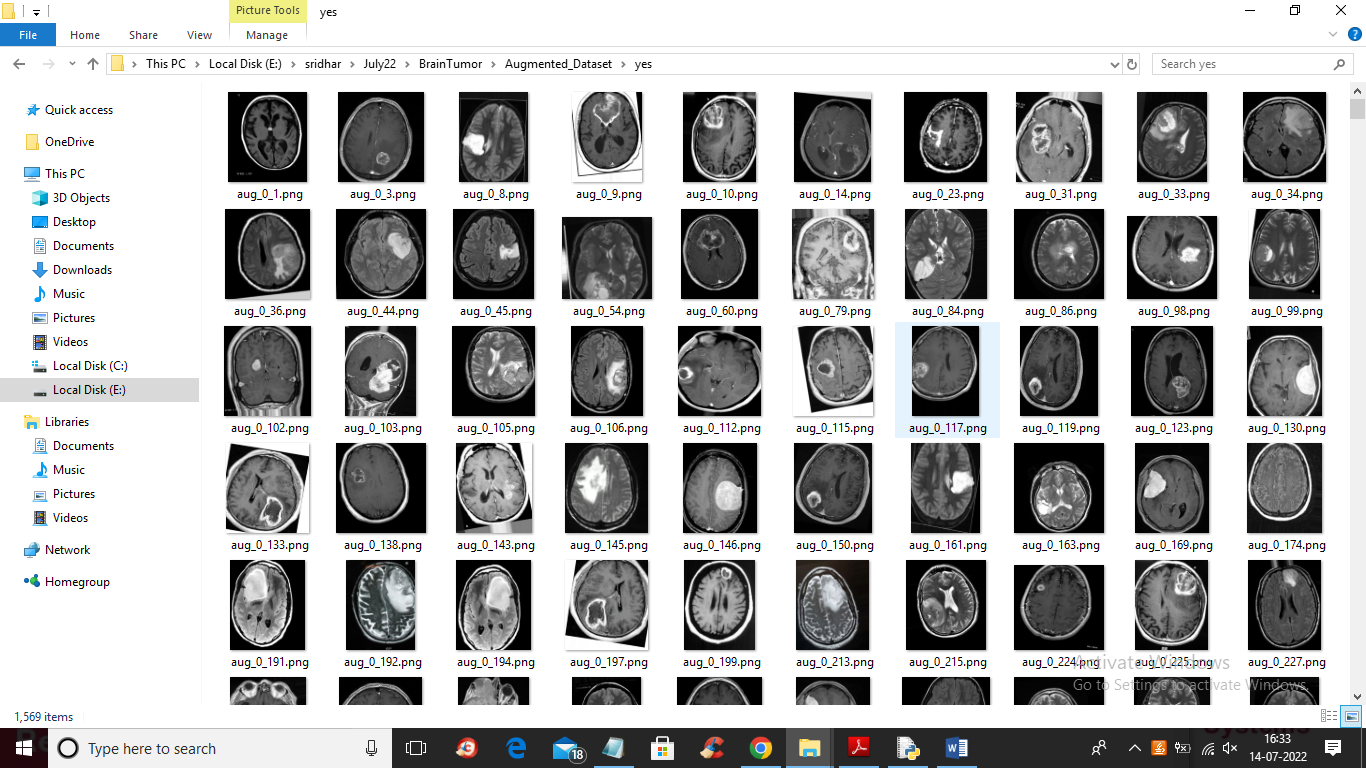 Picture Tools
yes
File
Home
Share
View
Manage
This PC
Local Disk (E:)
sridhar
July22
BrainTumor
Augmented_Dataset
yes
Search yes
Quick access
OneDrive
This PC
3D Objects
Desktop
Documents
Downloads
Music
Pictures
Videos
Local Disk (C:)
Local Disk (E:)
Libraries
Documents
Music
Pictures
Videos
Network
Homegroup
aug_0_1.png
aug_0_3.png
aug_0_8.png
aug_0_9.png
aug_0_10.png
aug_0_14.png
aug_0_23.png
aug_0_31.png
aug_0_33.png
aug_0_34.png
aug_0_36.png
aug_0_44.png
aug_0_45.png
aug_0_54.png
aug_0_60.png
aug_0_79.png
aug_0_84.png
aug_0_86.png
aug_0_98.png
aug_0_99.png
aug_0_102.png
aug_0_103.png
aug_0_105.png
aug_0_106.png
aug_0_112.png
aug_0_115.png
aug_0_117.png
aug_0_119.png
aug_0_123.png
aug_0_130.png
aug_0_133.png
aug_0_138.png
aug_0_143.png
aug_0_145.png
aug_0_146.png
aug_0_150.png
aug_0_161.png
aug_0_163.png
aug_0_169.png
aug_0_174.png
aug_0_191.png
aug_0_192.png
aug_0_194.png
aug_0_197.png
aug_0_199.png
aug_0_213.png
aug_0_215.png
aug_0_224.png
aug_0_225.png
aug_0_227.png
Activate Windows
Go to Settings to activate Windows.
1,569 items
Type here to search
18
16:33
14-07-2022